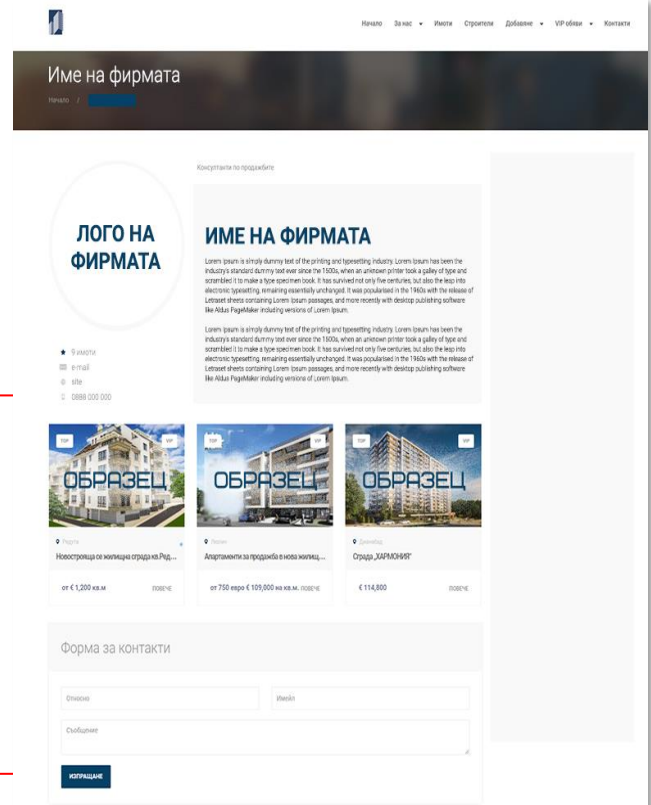 Начало За нас Имоти Строители Добавяне VIP обяви Контакти
Име на фирмата
Начало /
Консултанти по продажбите
ЛОГО НА
ФИРМАТА
ИМЕ НА ФИРМАТА
Lorem Ipsum is simply dummy text of the printing and typesetting industry. Lorem Ipsum has been the
industry's standard dummy text ever since the 1500s, when an unknown printer took a galley of type and
scrambled it to make a type specimen book. It has survived not only five centuries, but also the leap into
electronic typesetting, remaining essentially unchanged. It was popularised in the 1960s with the release of
Letraset sheets containing Lorem Ipsum passages, and more recently with desktop publishing software
like Aldus PageMaker including versions of Lorem Ipsum.
Lorem Ipsum is simply dummy text of the printing and typesetting industry. Lorem Ipsum has been the
industry's standard dummy text ever since the 1500s, when an unknown printer took a galley of type and
scrambled it to make a type specimen book. It has survived not only five centuries, but also the leap into
electronic typesetting, remaining essentially unchanged. It was popularised in the 1960s with the release of
Letraset sheets containing Lorem Ipsum passages, and more recently with desktop publishing software
like Aldus PageMaker including versions of Lorem Ipsum.
9 имоти
e-mail
site
0888 000 000
TOP VIP TOP VIP TOP VIP
ОБРАЗЕЦ ОБРАЗЕЦ ОБРАЗЕЦ
Редута
Новострояща се жилищна сграда кв.Ред... Апартаменти за продажба в нова жилищ,... Сграда „ХАРМОНИЯ"
от € 1,200 кв.м ПОВЕЧЕ от 750 евро € 109,000 на кв.м. ПОВЕЧЕ € 114,800 ПОВЕЧЕ
Форма за контакти
Относно Имейл
Съобщение
ИЗПРАЩАНЕ